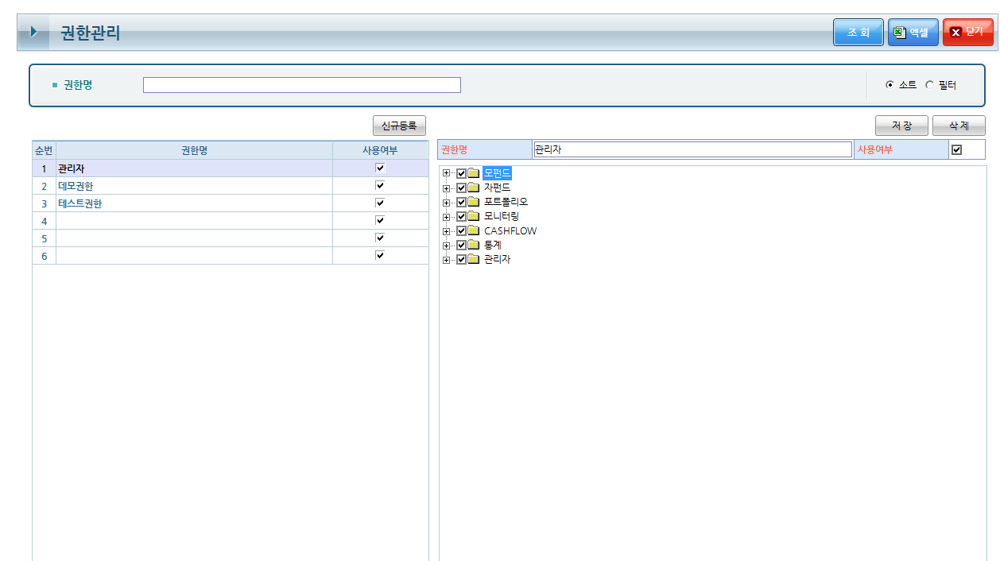 권한관리
조 회
엑셀
닫기
권한명
소트
필터
신규등록
저 장
삭 제
순번 권한명 사용여부
1 관리자
2 데모권한
3 테스트권한
4
5
6
권한명 관리자 사용여부
모펀드
자펀드
포트폴리오
모니터링
CASHFLOW
통계
관리자